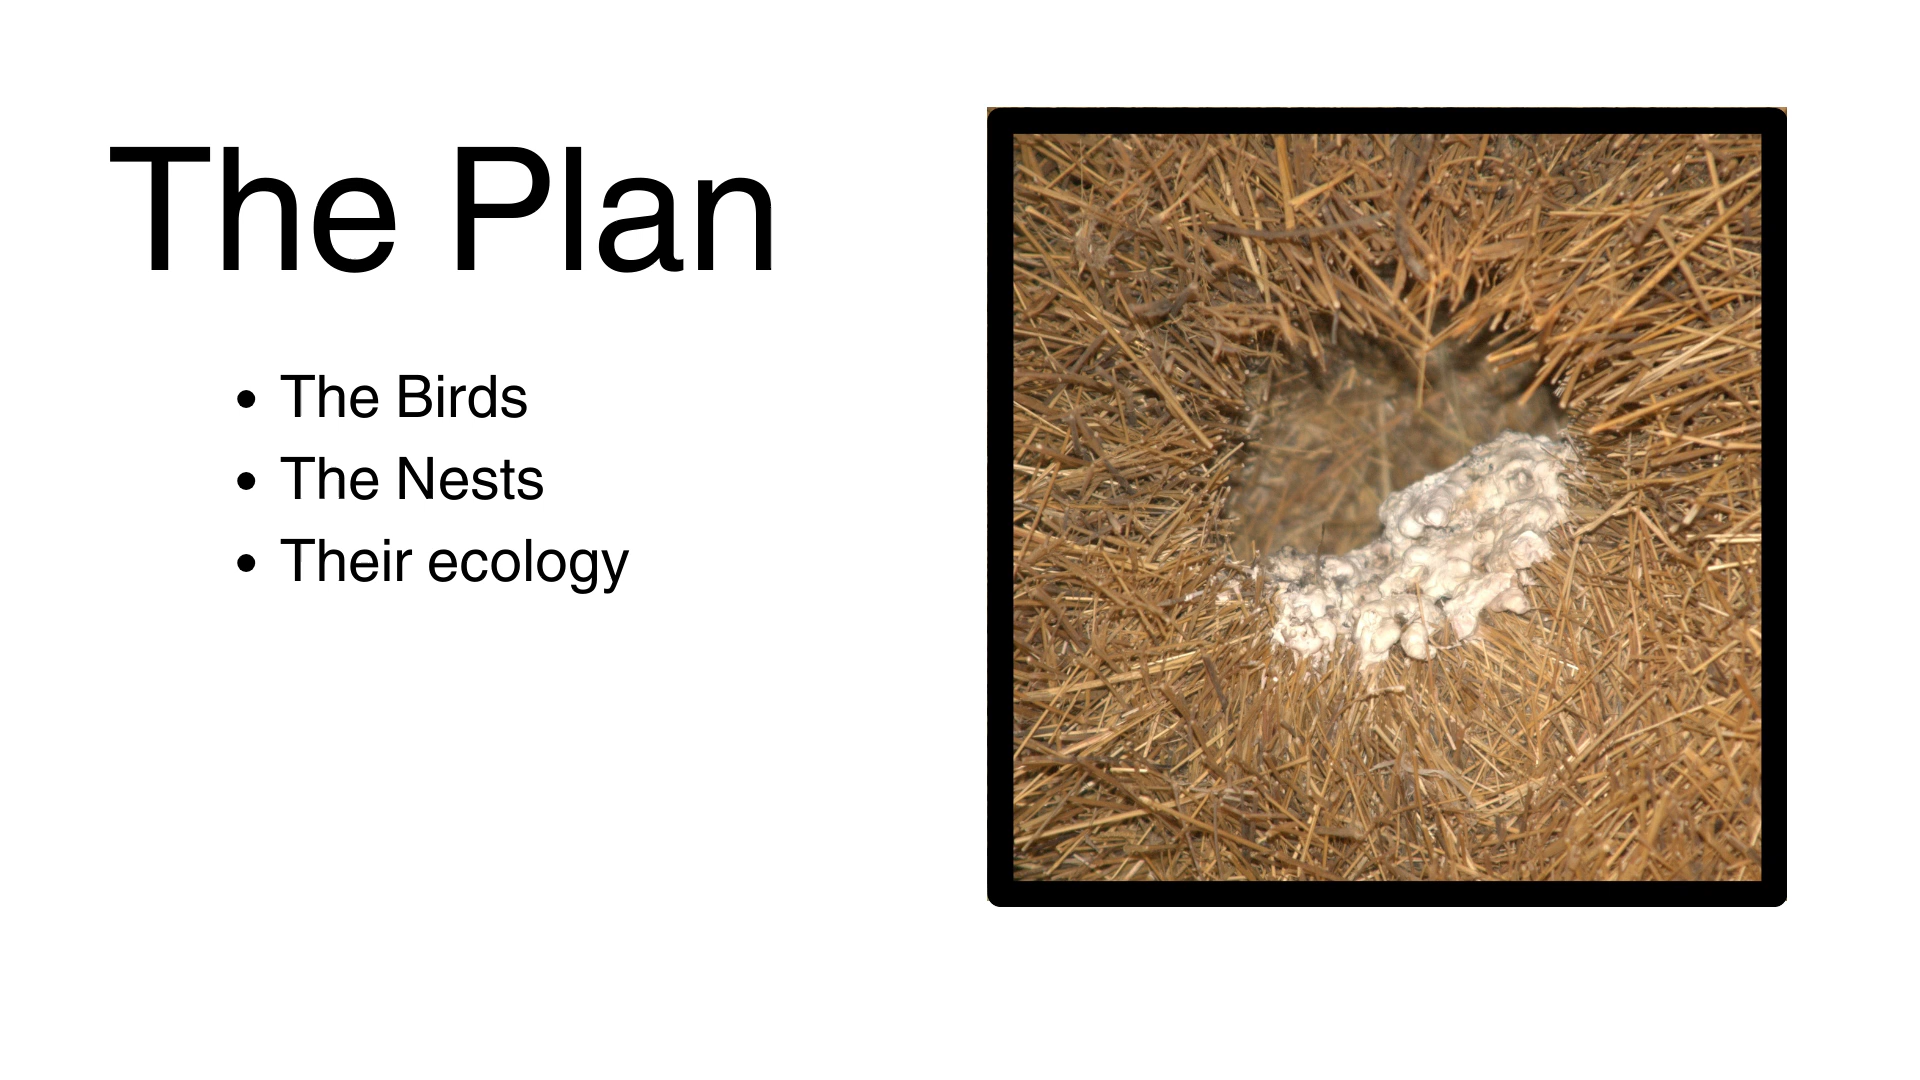 The Plan
• The Birds
• The Nests
• Their ecology